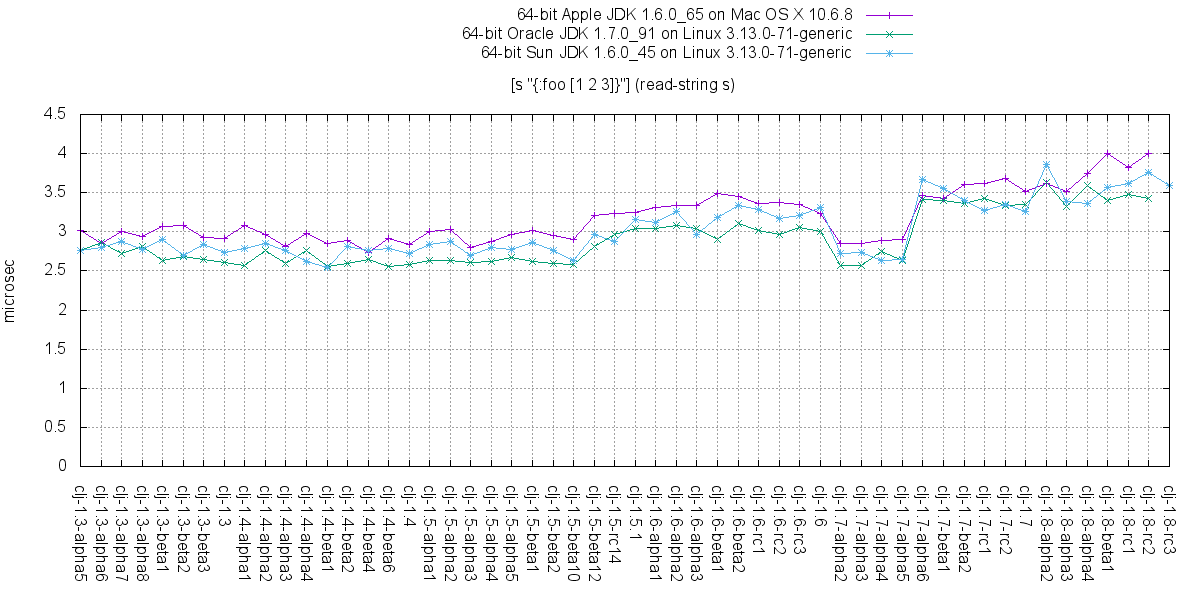 64-bit Apple JDK 1.6.0_65 on Mac OS X 10.6.8
64-bit Oracle JDK 1.7.0_91 on Linux 3.13.0-71-generic
64-bit Sun JDK 1.6.0_45 on Linux 3.13.0-71-generic
[s "{:foo [1 2 3]}"] (read-string s)
microsec
4.5
4
3.5
3
2.5
2
1.5
1
0.5
0
clj-1.3-alpha5
clj-1.3-alpha6
clj-1.3-alpha7
clj-1.3-alpha8
clj-1.3-beta1
clj-1.3-beta2
clj-1.3-beta3
clj-1.3
clj-1.4-alpha1
clj-1.4-alpha2
clj-1.4-alpha3
clj-1.4-alpha4
clj-1.4-beta1
clj-1.4-beta2
clj-1.4-beta4
clj-1.4-beta6
clj-1.4
clj-1.5-alpha1
clj-1.5-alpha2
clj-1.5-alpha3
clj-1.5-alpha4
clj-1.5-alpha5
clj-1.5-beta1
clj-1.5-beta2
clj-1.5-beta10
clj-1.5-beta12
clj-1.5-rc14
clj-1.5.1
clj-1.6-alpha1
clj-1.6-alpha2
clj-1.6-alpha3
clj-1.6-beta1
clj-1.6-beta2
clj-1.6-rc1
clj-1.6-rc2
clj-1.6-rc3
clj-1.6
clj-1.7-alpha2
clj-1.7-alpha3
clj-1.7-alpha4
clj-1.7-alpha5
clj-1.7-alpha6
clj-1.7-beta1
clj-1.7-beta2
clj-1.7-rc1
clj-1.7-rc2
clj-1.7
clj-1.8-alpha2
clj-1.8-alpha3
clj-1.8-alpha4
clj-1.8-beta1
clj-1.8-rc1
clj-1.8-rc2
clj-1.8-rc3